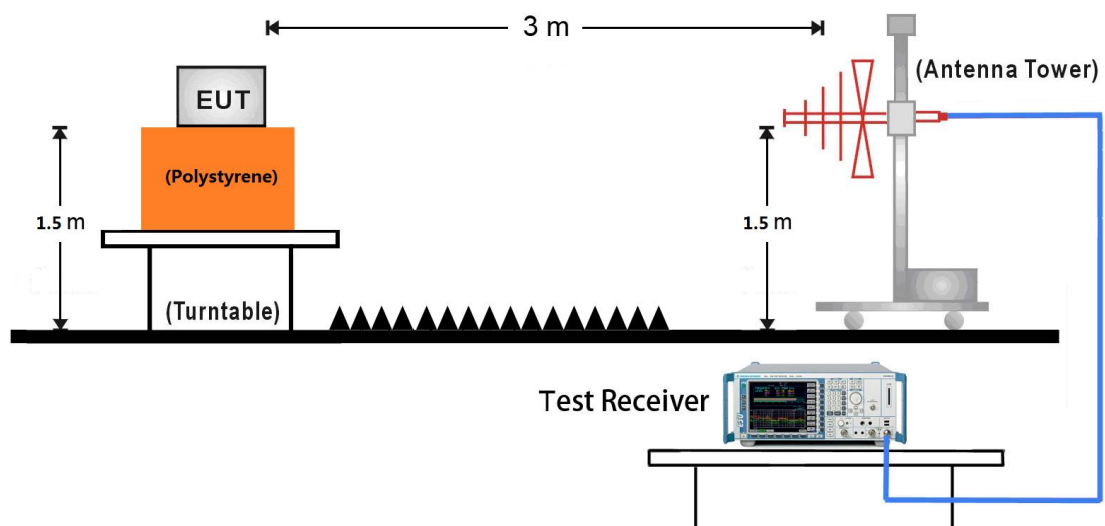 3 m
(Antenna Tower)
EUT
(Polystyrene)
1.5 m
1.5 m
(Turntable)
Test Receiver